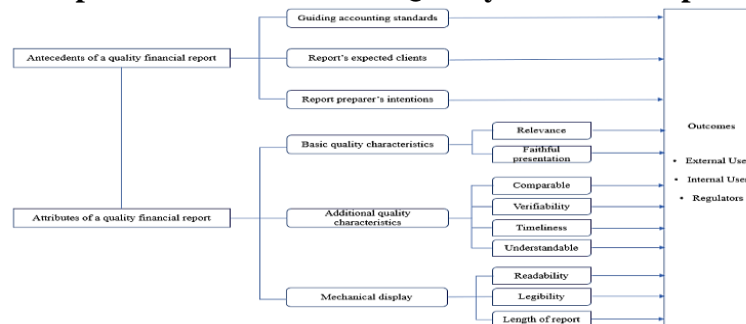 Guiding accounting standards
Antecedents of a quality financial report
Report's expected clients
Report preparer's intentions
Basic quality characteristics
Relevance
Faithful
presentation
Attributes of a quality financial report
Additional quality
characteristics
Comparable
Verifiability
Timeliness
Understandable
Mechanical display
Readability
Legibility
Length of report
Outcomes
• External User
• Internal User
• Regulators